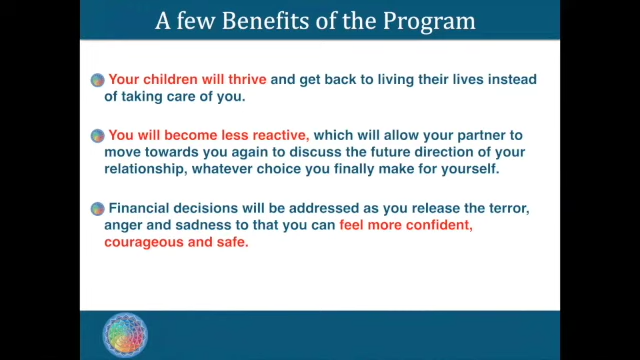 A few Benefits of the Program
Your children will thrive and get back to living their lives instead
of taking care of you.
You will become less reactive, which will allow your partner to
move towards you again to discuss the future direction of your
relationship, whatever choice you finally make for yourself.
Financial decisions will be addressed as you release the terror,
anger and sadness to that you can feel more confident,
courageous and safe.